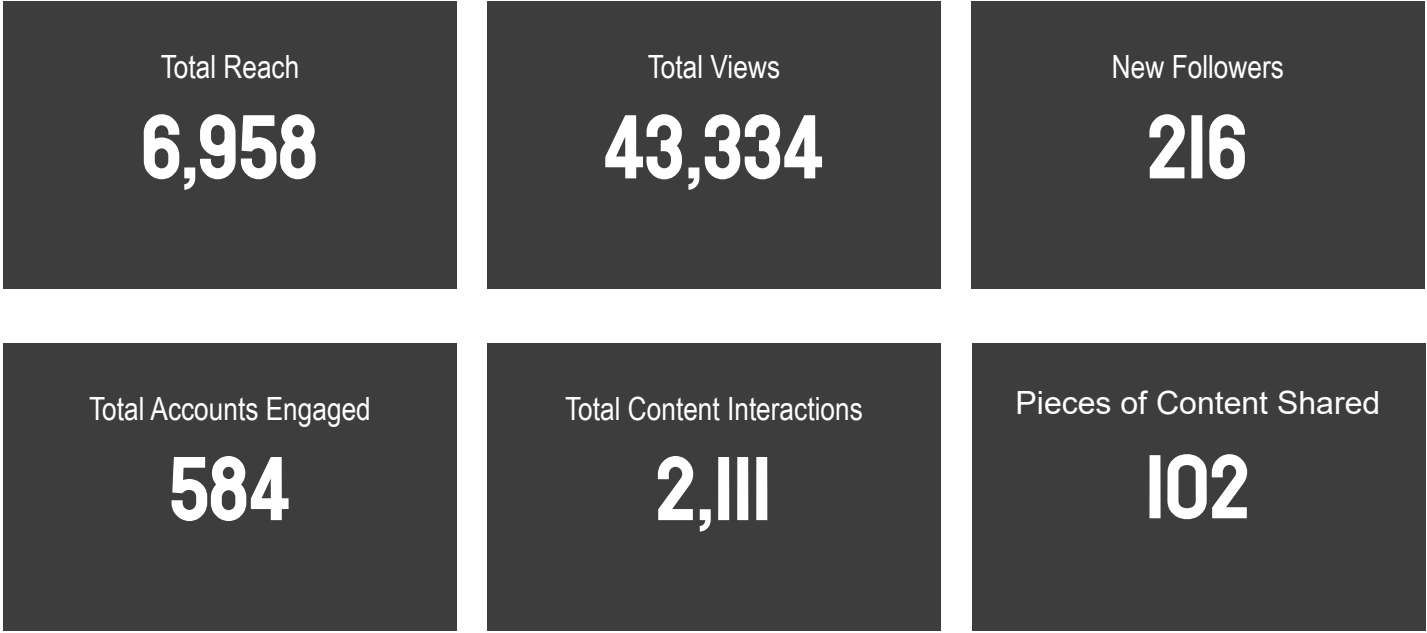 Total Reach
6,958
Total Views
43,334
New Followers
216
Total Accounts Engaged
584
Total Content Interactions
2,111
Pieces of Content Shared
102